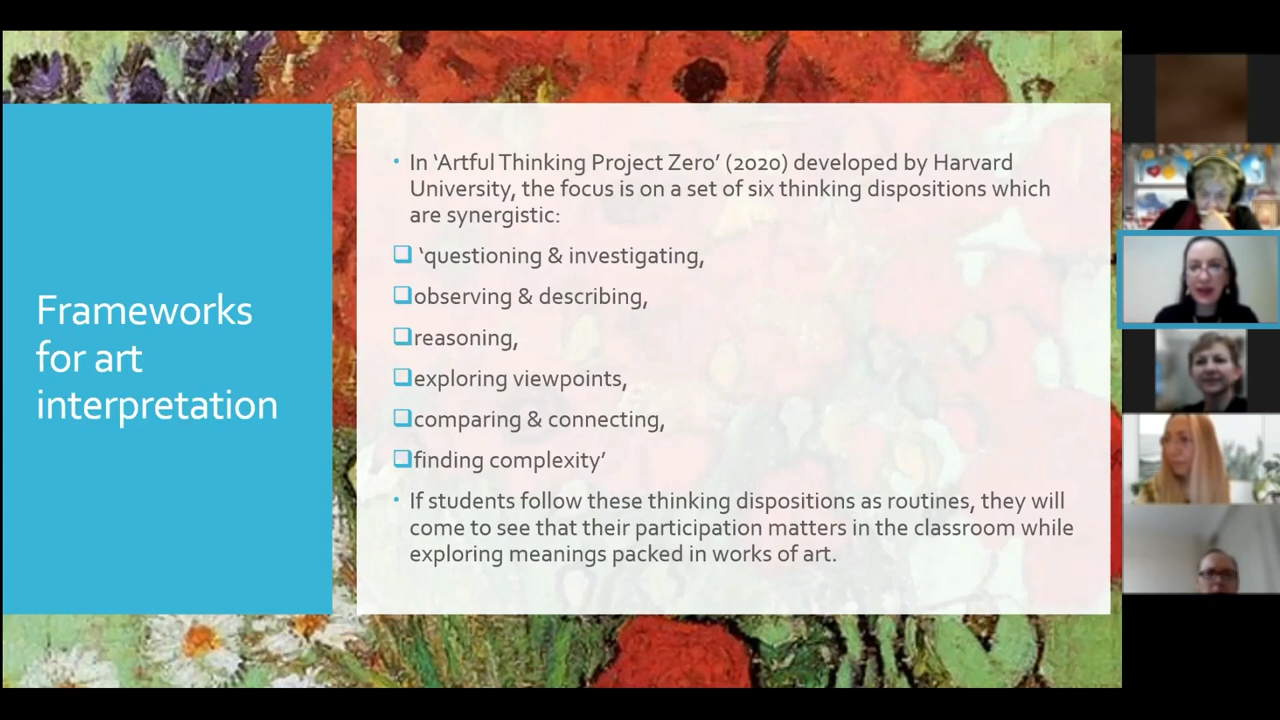 Frameworks
for art
interpretation
• In ‘Artful Thinking Project Zero’ (2020) developed by Harvard
University, the focus is on a set of six thinking dispositions which
are synergistic:
❑ ‘questioning & investigating,
❑observing & describing,
❑reasoning,
❑exploring viewpoints,
❑comparing & connecting,
❑finding complexity’
• If students follow these thinking dispositions as routines, they will
come to see that their participation matters in the classroom while
exploring meanings packed in works of art.